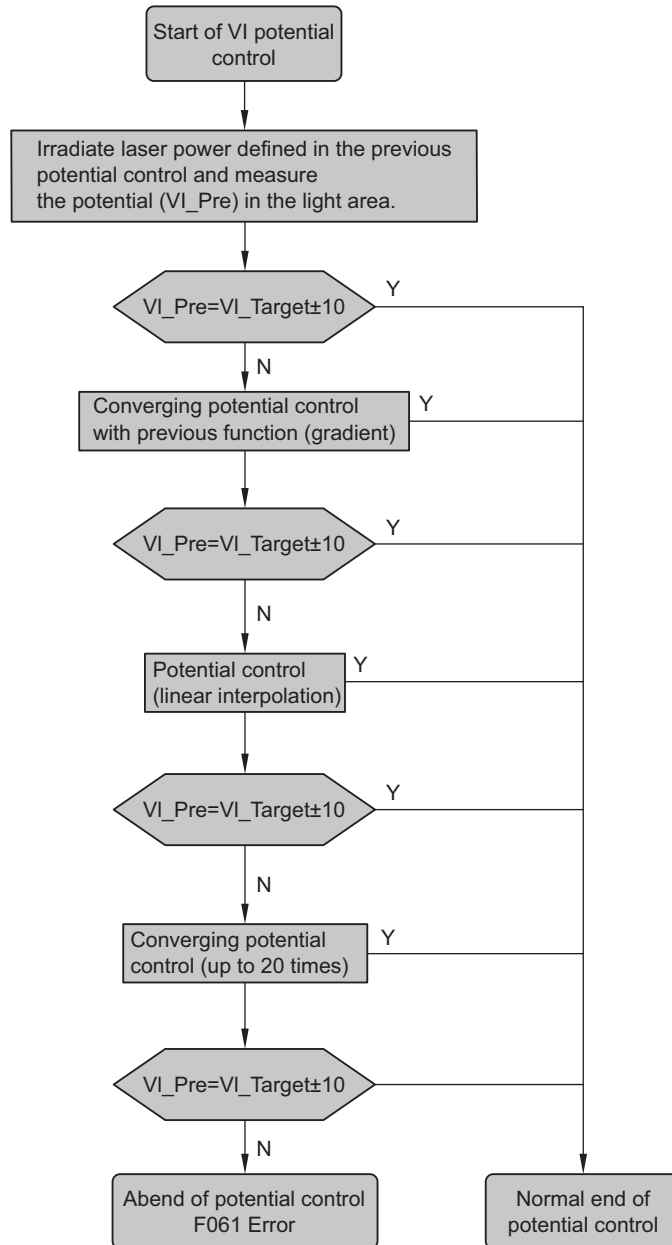 Start of VI potential
control
Irradiate laser power defined in the previous
potential control and measure
the potential (VI_Pre) in the light area.
VI_Pre=VI_Target±10
Y
N
Converging potential control
with previous function (gradient)
Y
VI_Pre=VI_Target±10
Y
N
Potential control
(linear interpolation)
Y
VI_Pre=VI_Target±10
Y
N
Converging potential
control (up to 20 times)
Y
VI_Pre=VI_Target±10
Y
N
Abend of potential control
F061 Error
Normal end of
potential control